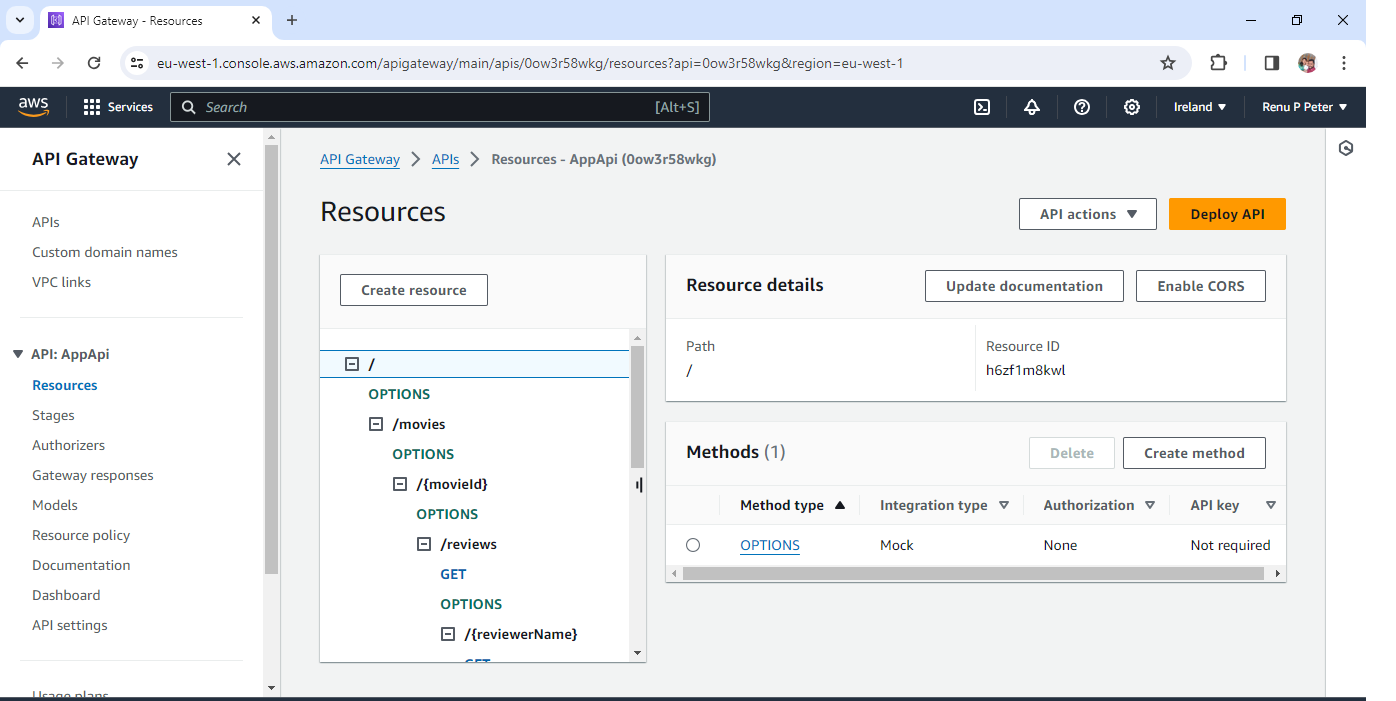 API Gateway - Resources
eu-west-1.console.aws.amazon.com/apigateway/main/apis/0ow3r58wkg/resources?api=0ow3r58wkg&region=eu-west-1
aws Services Search [Alt+S] Ireland Renu P Peter
API Gateway
APIs
Custom domain names
VPC links
API: AppApi
Resources
Stages
Authorizers
Gateway responses
Models
Resource policy
Documentation
Dashboard
API settings
Usage plans
API Gateway APIs Resources - AppApi (0ow3r58wkg)
Resources
API actions Deploy API
Create resource
/
OPTIONS
/movies
OPTIONS
/{movieId}
OPTIONS
/reviews
GET
OPTIONS
/{reviewerName}
GET
Resource details Update documentation Enable CORS
Path Resource ID
/ h6zf1m8kwl
Methods (1) Delete Create method
Method type Integration type Authorization API key
OPTIONS Mock None Not required